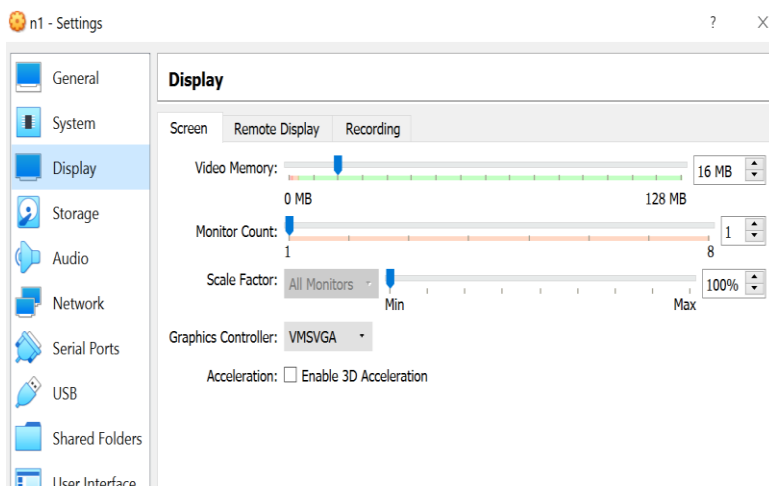 n1 - Settings
?
General
System
Display
Storage
Audio
Network
Serial Ports
USB
Shared Folders
User Interface
Display
Screen
Remote Display
Recording
Video Memory:
16 MB
0 MB
128 MB
Monitor Count:
1
1
8
Scale Factor:
All Monitors
100%
Min
Max
Graphics Controller:
VMSVGA
Acceleration:
Enable 3D Acceleration